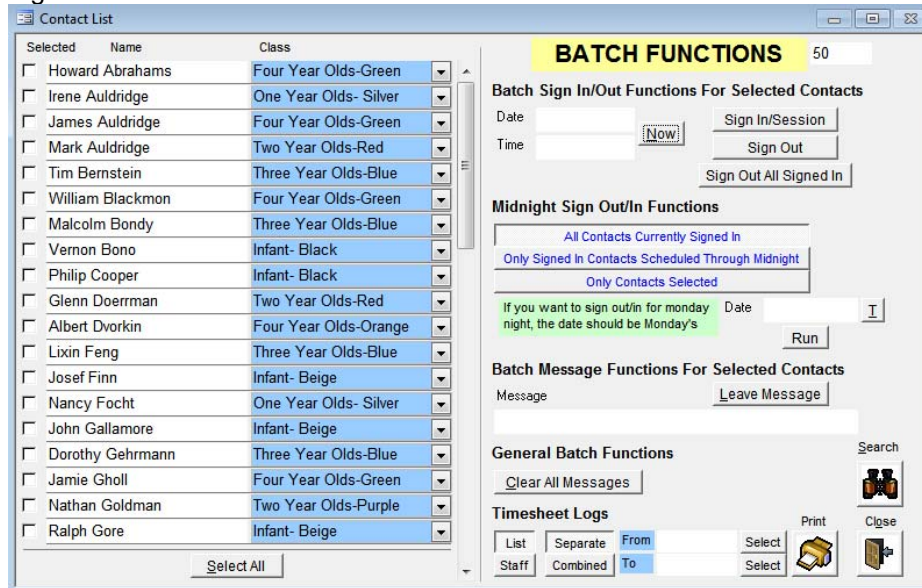 Contact List
Selected Name Class
Howard Abrahams Four Year Olds-Green
Irene Auldridge One Year Olds- Silver
James Auldridge Four Year Olds-Green
Mark Auldridge Two Year Olds-Red
Tim Bernstein Three Year Olds-Blue
William Blackmon Four Year Olds-Green
Malcolm Bondy Three Year Olds-Blue
Vernon Bono Infant- Black
Philip Cooper Infant- Black
Glenn Doerrman Two Year Olds-Red
Albert Dvorkin Four Year Olds-Orange
Lixin Feng Three Year Olds-Blue
Josef Finn Infant- Beige
Nancy Focht One Year Olds- Silver
John Gallamore Infant- Beige
Dorothy Gehrmann Three Year Olds-Blue
Jamie Gholl Four Year Olds-Green
Nathan Goldman Two Year Olds-Purple
Ralph Gore Infant- Beige
Select All
BATCH FUNCTIONS 50
Batch Sign In/Out Functions For Selected Contacts
Date Now Sign In/Session
Time Sign Out
Sign Out All Signed In
Midnight Sign Out/In Functions
All Contacts Currently Signed In
Only Signed In Contacts Scheduled Through Midnight
Only Contacts Selected
If you want to sign out/in for monday
night, the date should be Monday's
Date T
Run
Batch Message Functions For Selected Contacts
Message Leave Message
General Batch Functions
Search
Clear All Messages
Timesheet Logs
Print Close
List Separate From Select
Staff Combined To Select